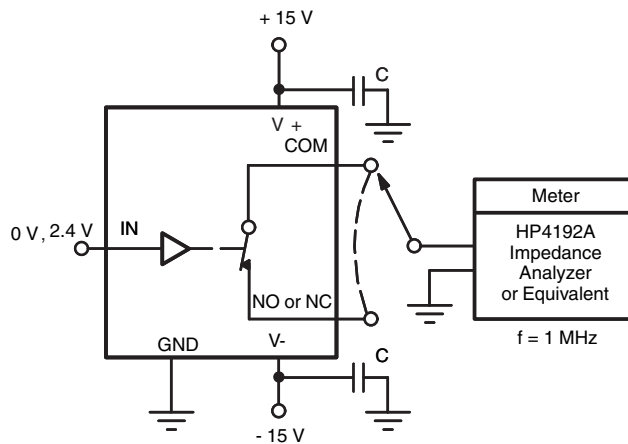 + 15 V
C
V +
COM
Meter
0 V, 2.4 V
IN
HP4192A
Impedance
Analyzer
or Equivalent
NO or NC
GND
V-
f = 1 MHz
C
- 15 V